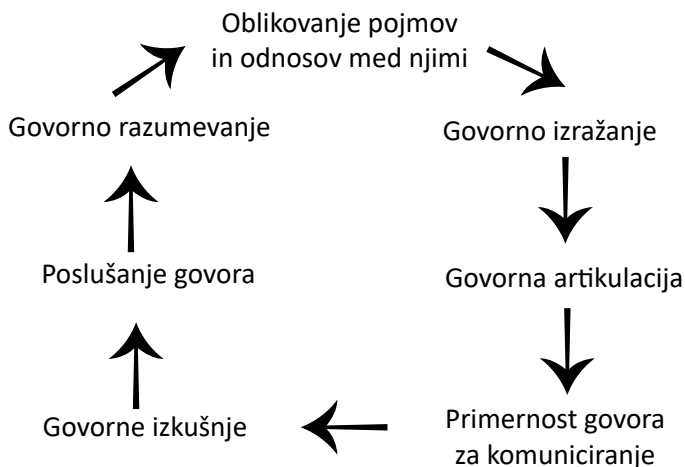 Oblikovanje pojmov
in odnosov med njimi
Govorno razumevanje
Govorno izražanje
Poslušanje govora
Govorna artikulacija
Govorne izkušnje
Primernost govora
za komuniciranje